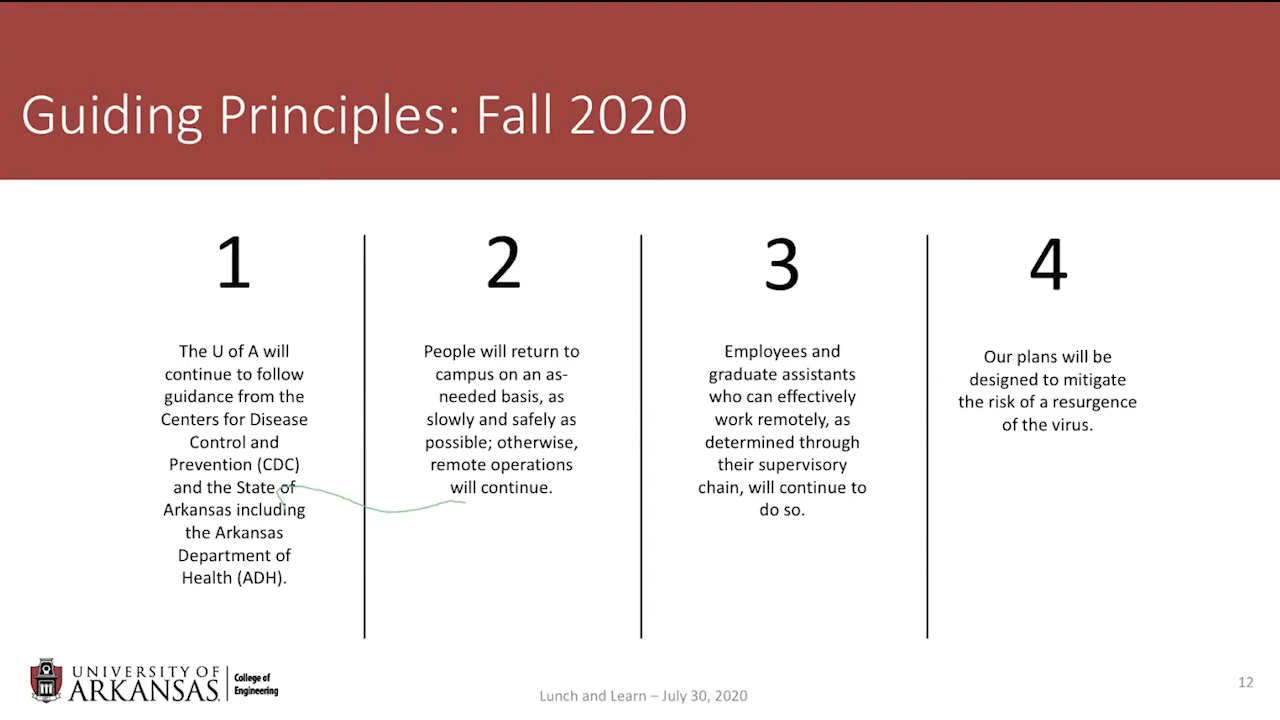 Guiding Principles: Fall 2020
1
The U of A will
continue to follow
guidance from the
Centers for Disease
Control and
Prevention (CDC)
and the State of
Arkansas including
the Arkansas
Department of
Health (ADH).
2
People will return to
campus on an as-
needed basis, as
slowly and safely as
possible; otherwise,
remote operations
will continue.
3
Employees and
graduate assistants
who can effectively
work remotely, as
determined through
their supervisory
chain, will continue to
do so.
4
Our plans will be
designed to mitigate
the risk of a resurgence
of the virus.
UNIVERSITY OF
ARKANSAS.
College of
Engineering
Lunch and Learn – July 30, 2020
12